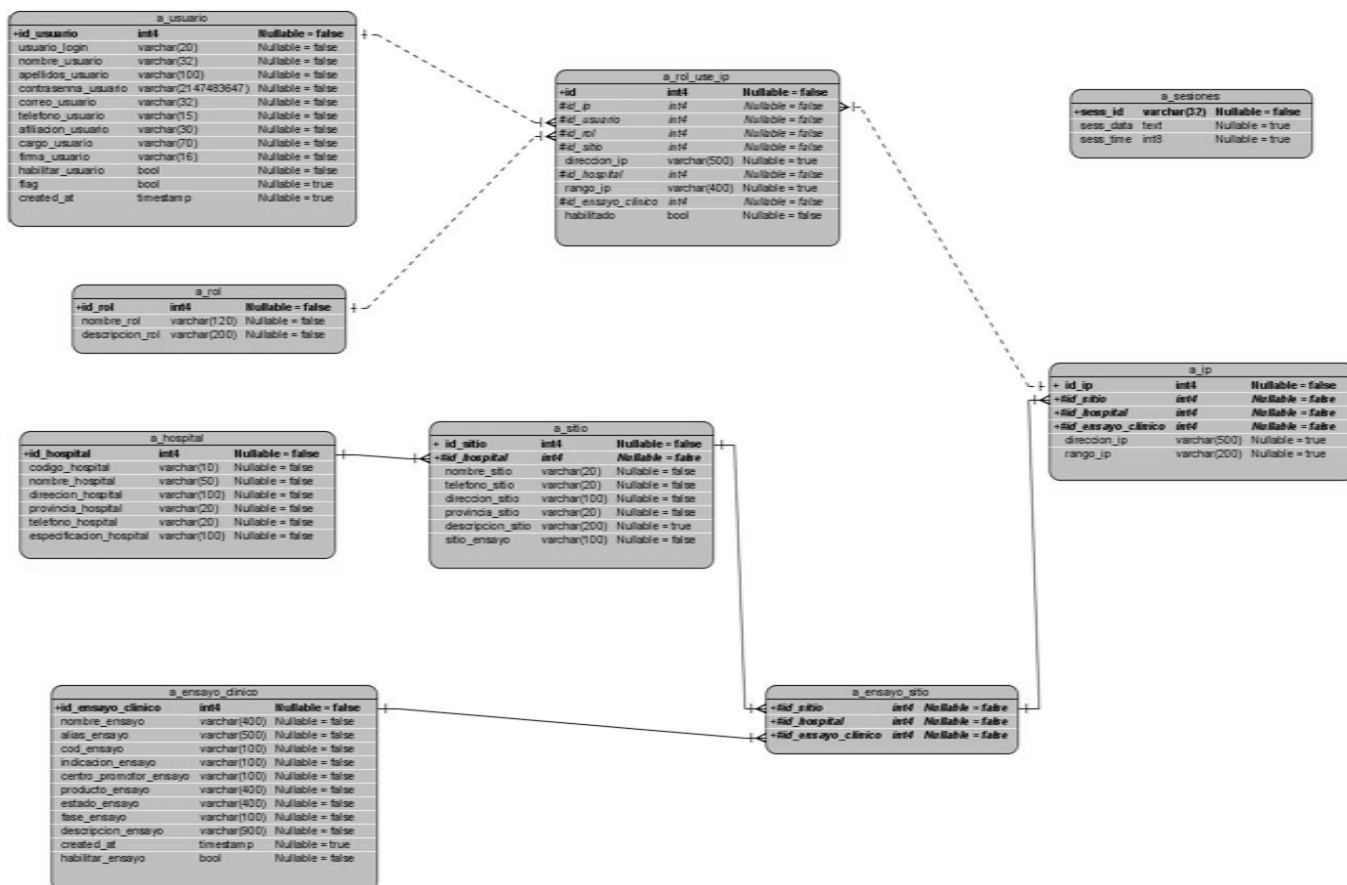 a_usuario
+id_usuario int4 Nullable = false
usuario_login varchar(20) Nullable = false
nombre_usuario varchar(32) Nullable = false
apellidos_usuario varchar(100) Nullable = false
contrasenna_usuario varchar(2147483647) Nullable = false
correo_usuario varchar(32) Nullable = false
telefono_usuario varchar(15) Nullable = false
afiliacion_usuario varchar(30) Nullable = false
cargo_usuario varchar(70) Nullable = false
firma_usuario varchar(16) Nullable = false
habilitar_usuario bool Nullable = false
flag bool Nullable = true
created_at timestamp Nullable = true
a_rol_use_ip
+id int4 Nullable = false
#id_ip int4 Nullable = false
#id_usuario int4 Nullable = false
#id_rol int4 Nullable = false
#id_sitio int4 Nullable = false
direccion_ip varchar(500) Nullable = true
#id_hospital int4 Nullable = false
rango_ip varchar(400) Nullable = true
#id_ensayo_clinico int4 Nullable = false
habilitado bool Nullable = false
a_sesiones
+sess_id varchar(32) Nullable = false
sess_data text Nullable = true
sess_time int8 Nullable = true
a_rol
+id_rol int4 Nullable = false
nombre_rol varchar(120) Nullable = false
descripcion_rol varchar(200) Nullable = false
a_ip
+ id_ip int4 Nullable = false
+#id_sitio int4 Nullable = false
+#id_hospital int4 Nullable = false
+#id_ensayo_clinico int4 Nullable = false
direccion_ip varchar(500) Nullable = true
rango_ip varchar(200) Nullable = true
a_hospital
+id_hospital int4 Nullable = false
codigo_hospital varchar(10) Nullable = false
nombre_hospital varchar(50) Nullable = false
direecion_hospital varchar(100) Nullable = false
provincia_hospital varchar(20) Nullable = false
telefono_hospital varchar(20) Nullable = false
especificacion_hospital varchar(100) Nullable = false
a_sitio
+ id_sitio int4 Nullable = false
+#id_hospital int4 Nullable = false
nombre_sitio varchar(20) Nullable = false
telefono_sitio varchar(20) Nullable = false
direccion_sitio varchar(100) Nullable = false
provincia_sitio varchar(20) Nullable = false
descripcion_sitio varchar(200) Nullable = true
sitio_ensayo varchar(100) Nullable = false
a_ensayo_clinico
+id_ensayo_clinico int4 Nullable = false
nombre_ensayo varchar(400) Nullable = false
alias_ensayo varchar(500) Nullable = false
cod_ensayo varchar(100) Nullable = false
indicacion_ensayo varchar(100) Nullable = false
centro_promotor_ensayo varchar(100) Nullable = false
producto_ensayo varchar(400) Nullable = false
estado_ensayo varchar(400) Nullable = false
fase_ensayo varchar(100) Nullable = false
descripcion_ensayo varchar(900) Nullable = false
created_at timestamp Nullable = true
habilitar_ensayo bool Nullable = false
a_ensayo_sitio
+#id_sitio int4 Nullable = false
+#id_hospital int4 Nullable = false
+#id_ensayo_clinico int4 Nullable = false